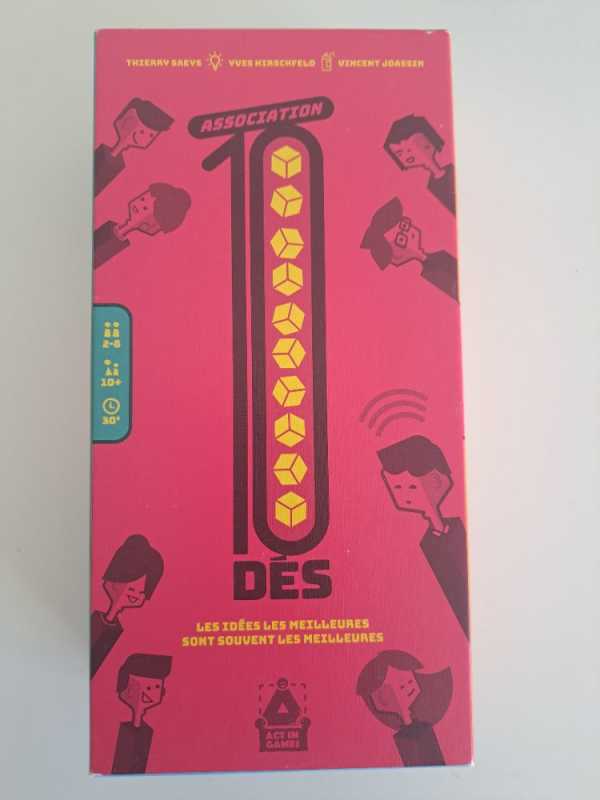 THIERRY SAEYS YVES HIRSCHFELD VINCENT JOASSIN
ASSOCIATION
10
DÉS
2-8
10+
30'
LES IDÉES LES MEILLEURES
SONT SOUVENT LES MEILLEURES
ACT IN
GAMES